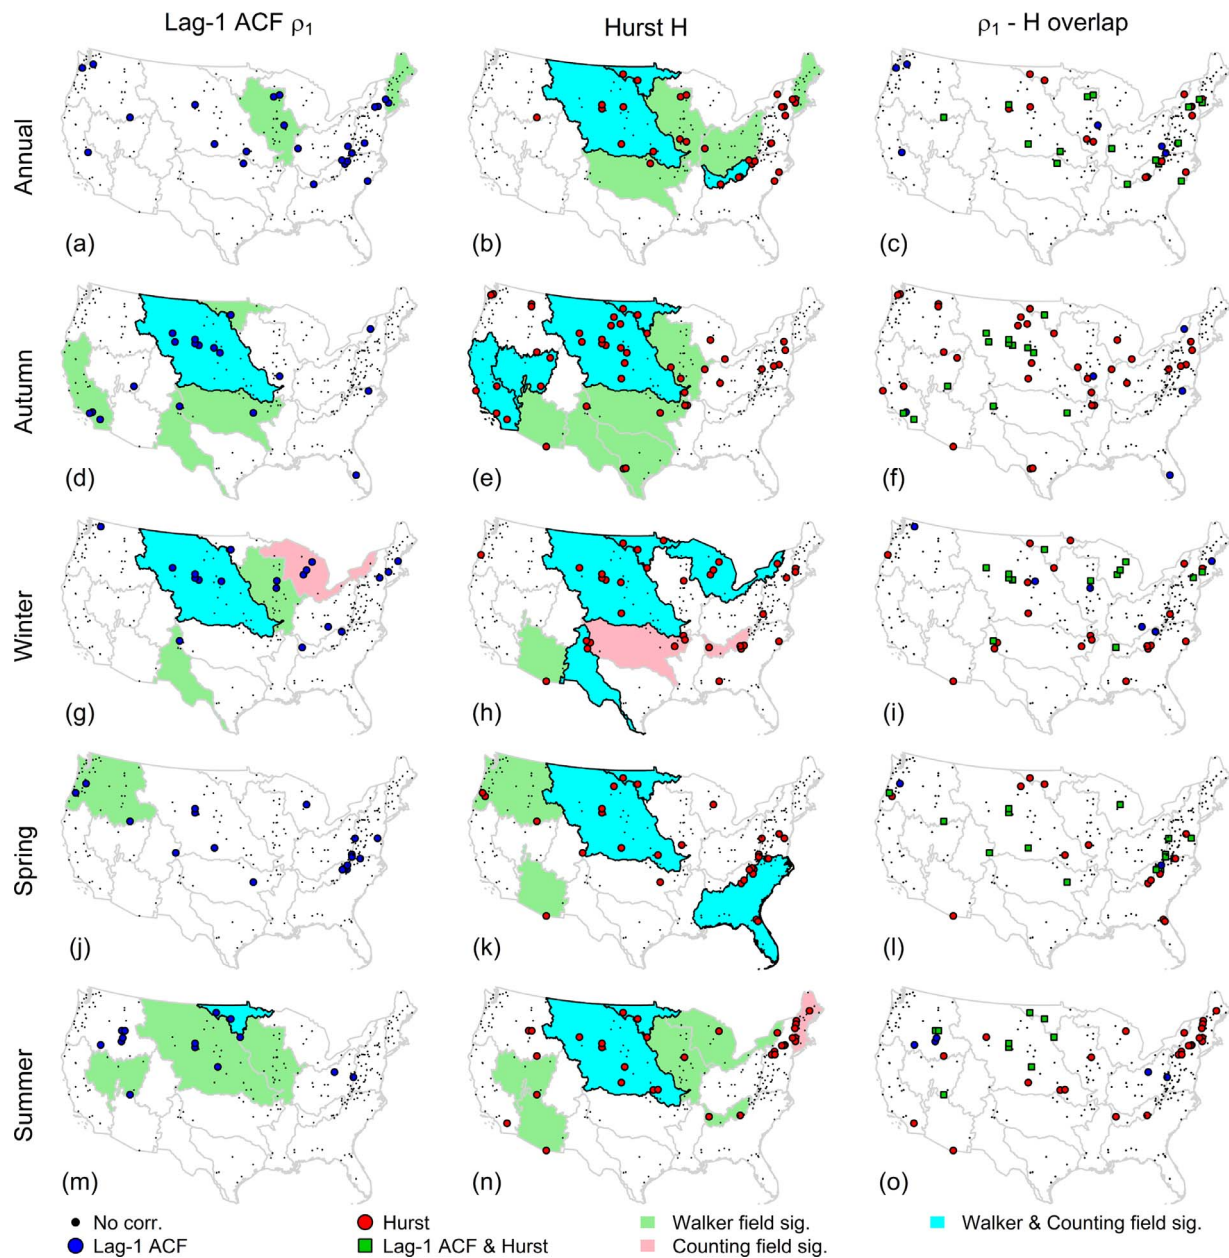 Lag-1 ACF ρ₁ Hurst H ρ₁ - H overlap
Annual
(a) (b) (c)
Autumn
(d) (e) (f)
Winter
(g) (h) (i)
Spring
(j) (k) (l)
Summer
(m) (n) (o)
No corr. Hurst Walker field sig. Walker & Counting field sig.
Lag-1 ACF Lag-1 ACF & Hurst Counting field sig.